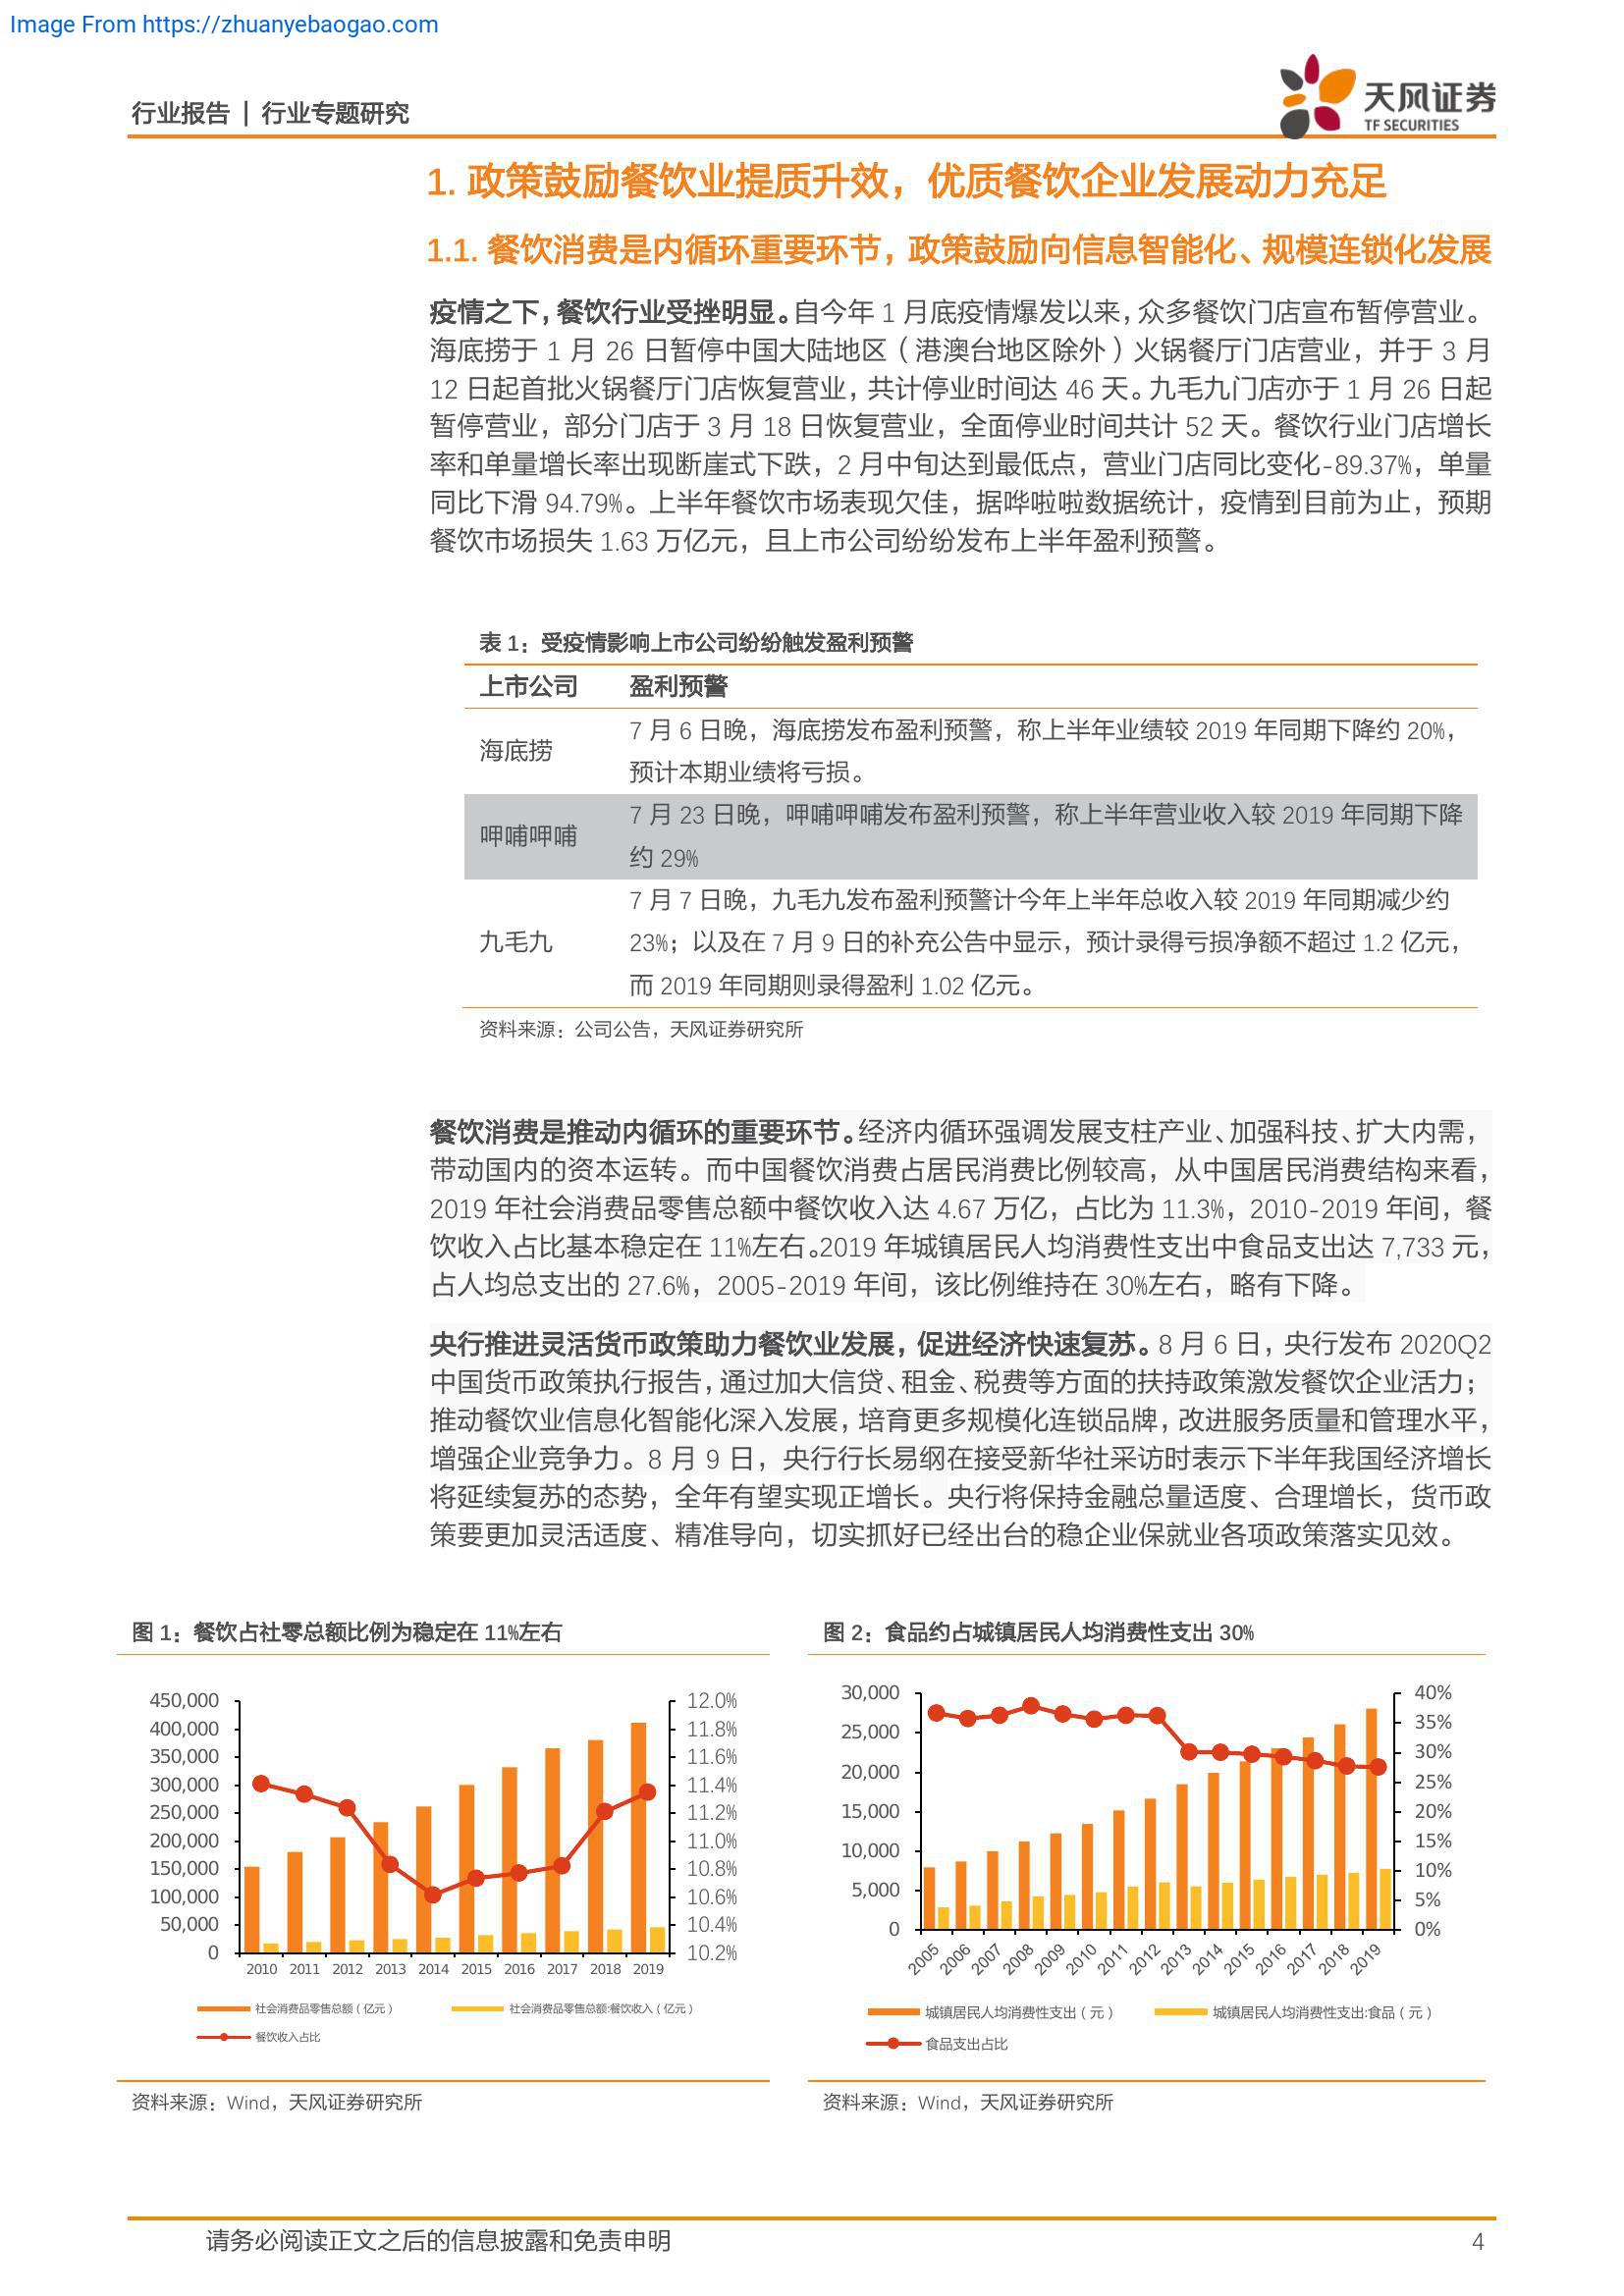 Image From https://zhuanyebaogao.com
行业报告 | 行业专题研究
天风证券
TF SECURITIES
1. 政策鼓励餐饮业提质升效，优质餐饮企业发展动力充足
1.1. 餐饮消费是内循环重要环节，政策鼓励向信息智能化、规模连锁化发展
疫情之下，餐饮行业受挫明显。自今年 1 月底疫情爆发以来，众多餐饮门店宣布暂停营业。
海底捞于 1 月 26 日暂停中国大陆地区（港澳台地区除外）火锅餐厅门店营业，并于 3 月
12 日起首批火锅餐厅门店恢复营业，共计停业时间达 46 天。九毛九门店亦于 1 月 26 日起
暂停营业，部分门店于 3 月 18 日恢复营业，全面停业时间共计 52 天。餐饮行业门店增长
率和单量增长率出现断崖式下跌，2 月中旬达到最低点，营业门店同比变化-89.37%，单量
同比下滑 94.79%。上半年餐饮市场表现欠佳，据哗啦啦数据统计，疫情到目前为止，预期
餐饮市场损失 1.63 万亿元，且上市公司纷纷发布上半年盈利预警。
表 1：受疫情影响上市公司纷纷触发盈利预警
上市公司 盈利预警
海底捞
7 月 6 日晚，海底捞发布盈利预警，称上半年业绩较 2019 年同期下降约 20%，
预计本期业绩将亏损。
呷哺呷哺
7 月 23 日晚，呷哺呷哺发布盈利预警，称上半年营业收入较 2019 年同期下降
约 29%
九毛九
7 月 7 日晚，九毛九发布盈利预警计今年上半年总收入较 2019 年同期减少约
23%；以及在 7 月 9 日的补充公告中显示，预计录得亏损净额不超过 1.2 亿元，
而 2019 年同期则录得盈利 1.02 亿元。
资料来源：公司公告，天风证券研究所
餐饮消费是推动内循环的重要环节。经济内循环强调发展支柱产业、加强科技、扩大内需，
带动国内的资本运转。而中国餐饮消费占居民消费比例较高，从中国居民消费结构来看，
2019 年社会消费品零售总额中餐饮收入达 4.67 万亿，占比为 11.3%，2010-2019 年间，餐
饮收入占比基本稳定在 11%左右。2019 年城镇居民人均消费性支出中食品支出达 7,733 元，
占人均总支出的 27.6%，2005-2019 年间，该比例维持在 30%左右，略有下降。
央行推进灵活货币政策助力餐饮业发展，促进经济快速复苏。8 月 6 日，央行发布 2020Q2
中国货币政策执行报告，通过加大信贷、租金、税费等方面的扶持政策激发餐饮企业活力；
推动餐饮业信息化智能化深入发展，培育更多规模化连锁品牌，改进服务质量和管理水平，
增强企业竞争力。8 月 9 日，央行行长易纲在接受新华社采访时表示下半年我国经济增长
将延续复苏的态势，全年有望实现正增长。央行将保持金融总量适度、合理增长，货币政
策要更加灵活适度、精准导向，切实抓好已经出台的稳企业保就业各项政策落实见效。
图 1：餐饮占社零总额比例为稳定在 11%左右
450,000 12.0%
400,000 11.8%
350,000 11.6%
300,000 11.4%
250,000 11.2%
200,000 11.0%
150,000 10.8%
100,000 10.6%
50,000 10.4%
0 10.2%
2010 2011 2012 2013 2014 2015 2016 2017 2018 2019
社会消费品零售总额（亿元） 社会消费品零售总额:餐饮收入（亿元）
餐饮收入占比
资料来源：Wind，天风证券研究所
图 2：食品约占城镇居民人均消费性支出 30%
30,000
25,000
20,000
15,000
10,000
5,000
0
40%
35%
30%
25%
20%
15%
10%
5%
0%
2005 2006 2007 2008 2009 2010 2011 2012 2013 2014 2015 2016 2017 2018 2019
城镇居民人均消费性支出（元） 城镇居民人均消费性支出:食品（元）
食品支出占比
资料来源：Wind，天风证券研究所
请务必阅读正文之后的信息披露和免责申明 4